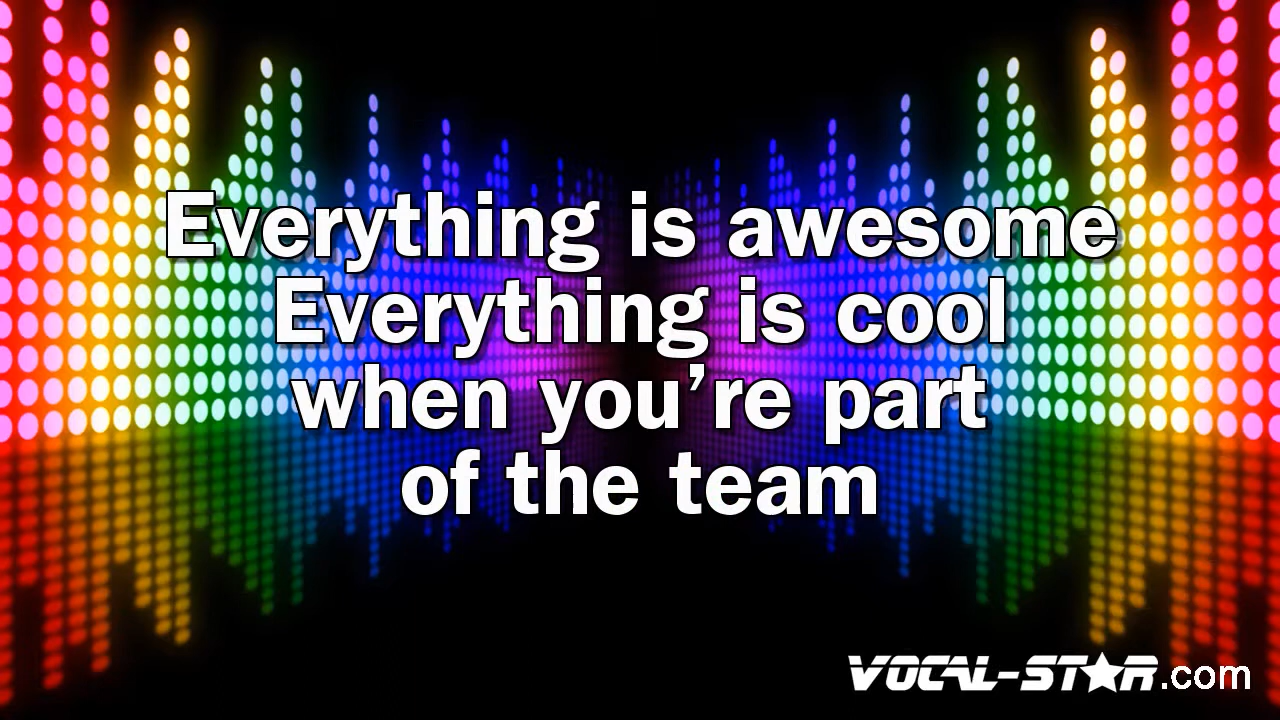 Everything is awesome
Everything is cool
when you’re part
of the team
VOCAL-STAR.com